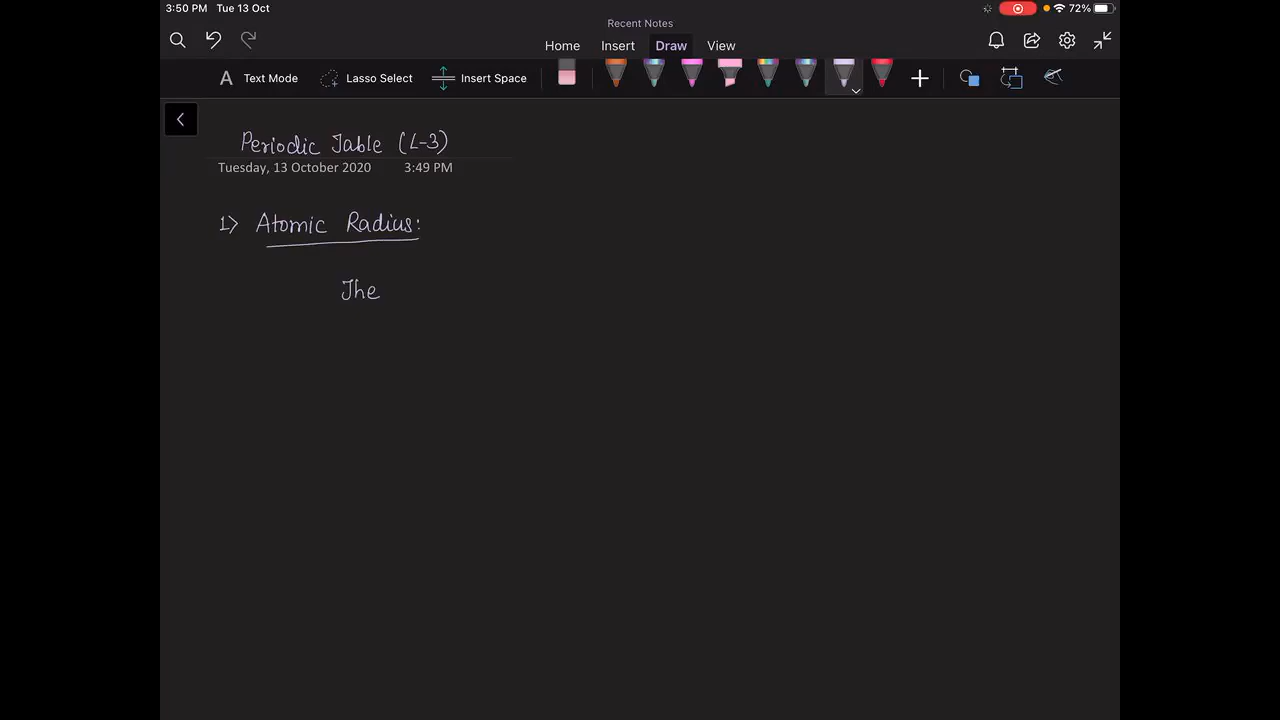 3:50 PM Tue 13 Oct 72%
Recent Notes
Home Insert Draw View
A Text Mode Lasso Select Insert Space
Periodic Table (L-3)
Tuesday, 13 October 2020 3:49 PM
1> Atomic Radius:
The